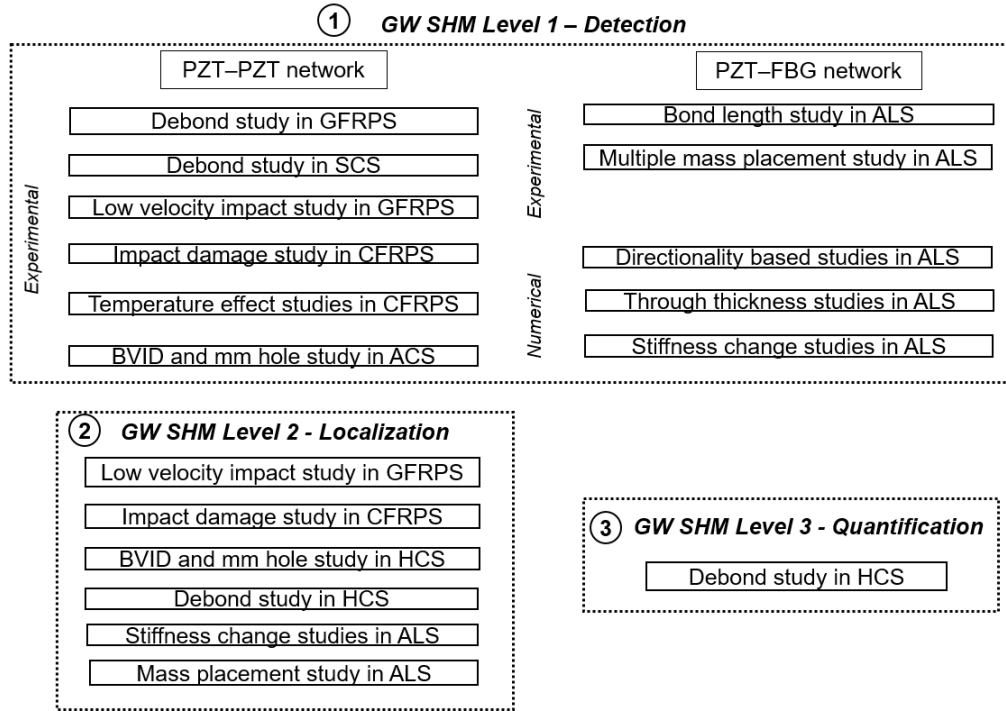 1 GW SHM Level 1 – Detection
PZT–PZT network
Experimental
Debond study in GFRPS
Debond study in SCS
Low velocity impact study in GFRPS
Impact damage study in CFRPS
Temperature effect studies in CFRPS
BVID and mm hole study in ACS
PZT–FBG network
Experimental
Bond length study in ALS
Multiple mass placement study in ALS
Numerical
Directionality based studies in ALS
Through thickness studies in ALS
Stiffness change studies in ALS
2 GW SHM Level 2 - Localization
Low velocity impact study in GFRPS
Impact damage study in CFRPS
BVID and mm hole study in HCS
Debond study in HCS
Stiffness change studies in ALS
Mass placement study in ALS
3 GW SHM Level 3 - Quantification
Debond study in HCS